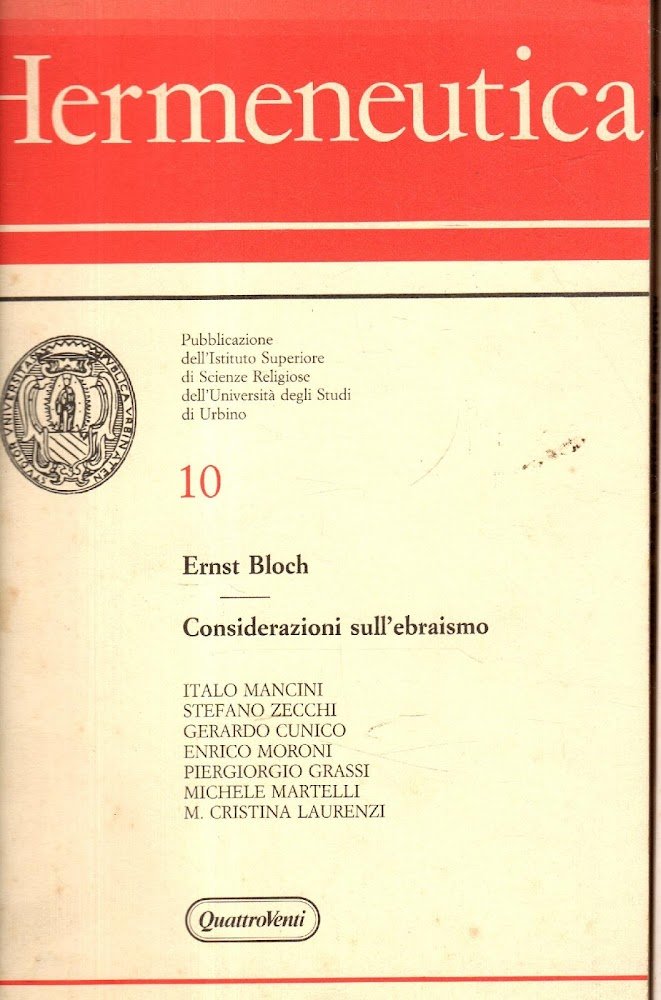 Hermeneutica
Pubblicazione
dell'Istituto Superiore
di Scienze Religiose
dell'Università degli Studi
di Urbino
10
Ernst Bloch
Considerazioni sull'ebraismo
ITALO MANCINI
STEFANO ZECCHI
GERARDO CUNICO
ENRICO MORONI
PIERGIORGIO GRASSI
MICHELE MARTELLI
M. CRISTINA LAURENZI
QuattroVenti